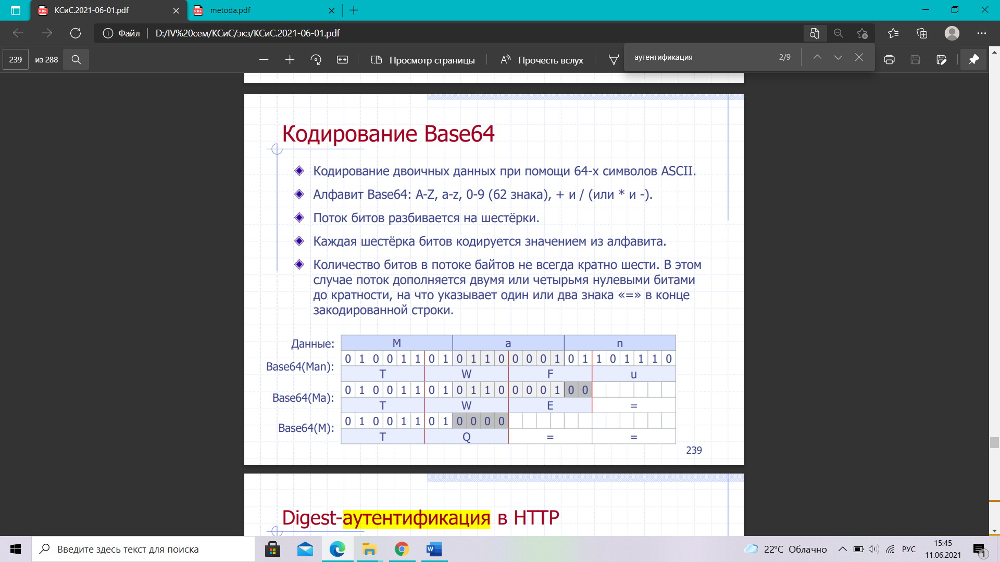 КСиС.2021-06-01.pdf
metoda.pdf
Файл
D:/IV%20сем/КСиС/экз/КСиС.2021-06-01.pdf
239
из 288
Просмотр страницы
Прочесть вслух
аутентификация
2/9
Кодирование Base64
Кодирование двоичных данных при помощи 64-х символов ASCII.
Алфавит Base64: A-Z, a-z, 0-9 (62 знака), + и / (или * и -).
Поток битов разбивается на шестёрки.
Каждая шестёрка битов кодируется значением из алфавита.
Количество битов в потоке байтов не всегда кратно шести. В этом
случае поток дополняется двумя или четырьмя нулевыми битами
до кратности, на что указывает один или два знака «=» в конце
закодированной строки.
Данные: M a n
Base64(Man): 0 1 0 0 1 1 0 1 0 1 1 0 0 0 0 1 0 1 1 0 1 1 1 0
T W F u
Base64(Ma): 0 1 0 0 1 1 0 1 0 1 1 0 0 0 0 1 0 0
T W E =
Base64(M): 0 1 0 0 1 1 0 1 0 0 0 0
T Q = =
239
Digest-аутентификация в HTTP
Введите здесь текст для поиска
22°C Облачно
РУС
15:45
11.06.2021
1